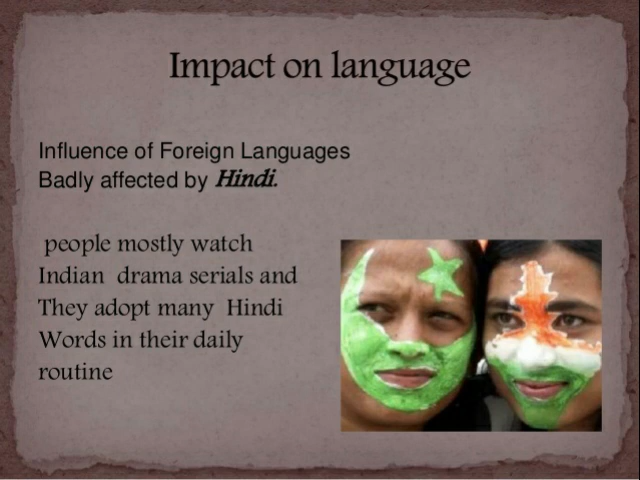 Impact on language
Influence of Foreign Languages
Badly affected by Hindi.
people mostly watch
Indian drama serials and
They adopt many Hindi
Words in their daily
routine